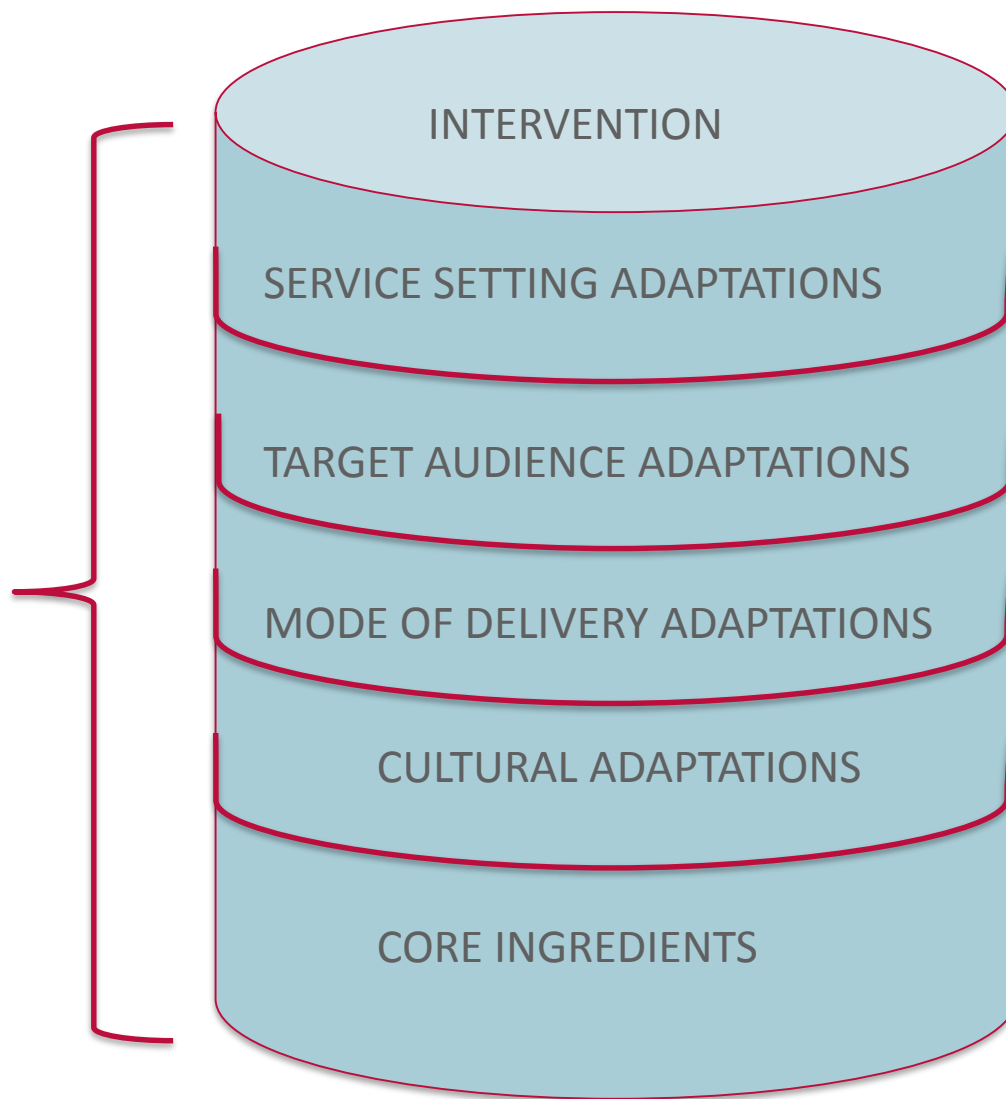 INTERVENTION
SERVICE SETTING ADAPTATIONS
TARGET AUDIENCE ADAPTATIONS
MODE OF DELIVERY ADAPTATIONS
CULTURAL ADAPTATIONS
CORE INGREDIENTS